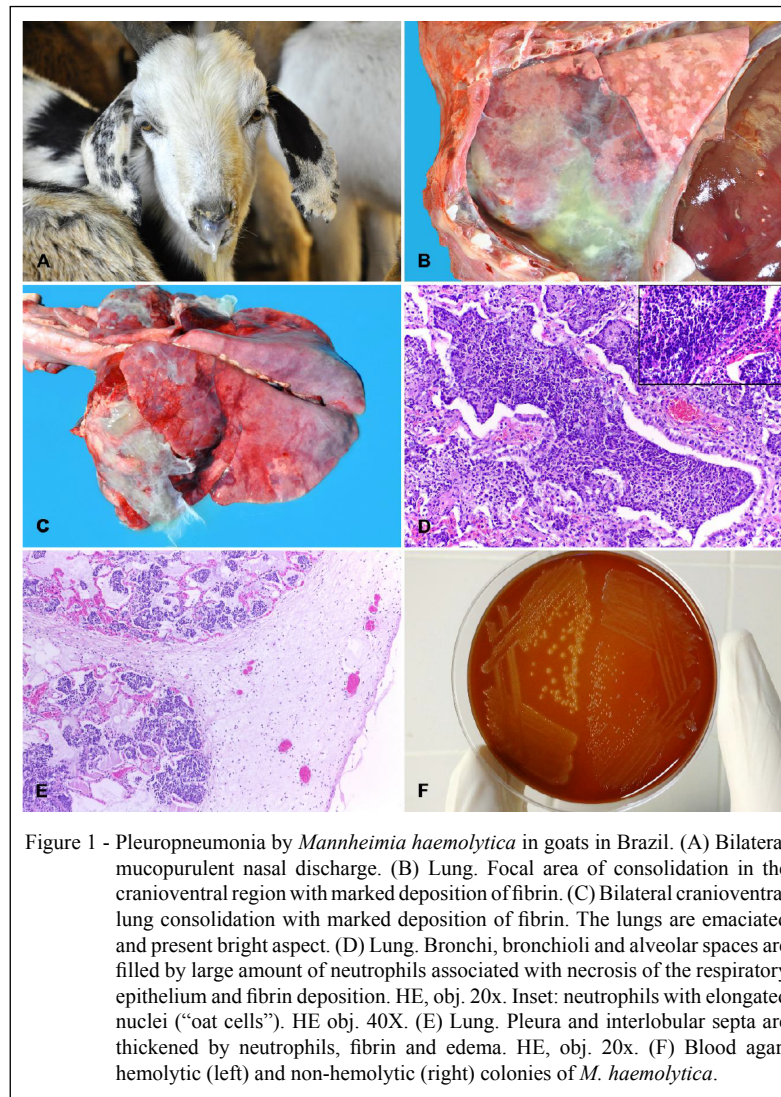 A
B
C
D
E
F
Figure 1 - Pleuropneumonia by Mannheimia haemolytica in goats in Brazil. (A) Bilatera
mucopurulent nasal discharge. (B) Lung. Focal area of consolidation in the
cranioventral region with marked deposition of fibrin. (C) Bilateral cranioventra
lung consolidation with marked deposition of fibrin. The lungs are emaciated
and present bright aspect. (D) Lung. Bronchi, bronchioli and alveolar spaces are
filled by large amount of neutrophils associated with necrosis of the respiratory
epithelium and fibrin deposition. HE, obj. 20x. Inset: neutrophils with elongated
nuclei (“oat cells”). HE obj. 40X. (E) Lung. Pleura and interlobular septa are
thickened by neutrophils, fibrin and edema. HE, obj. 20x. (F) Blood agar
hemolytic (left) and non-hemolytic (right) colonies of M. haemolytica.